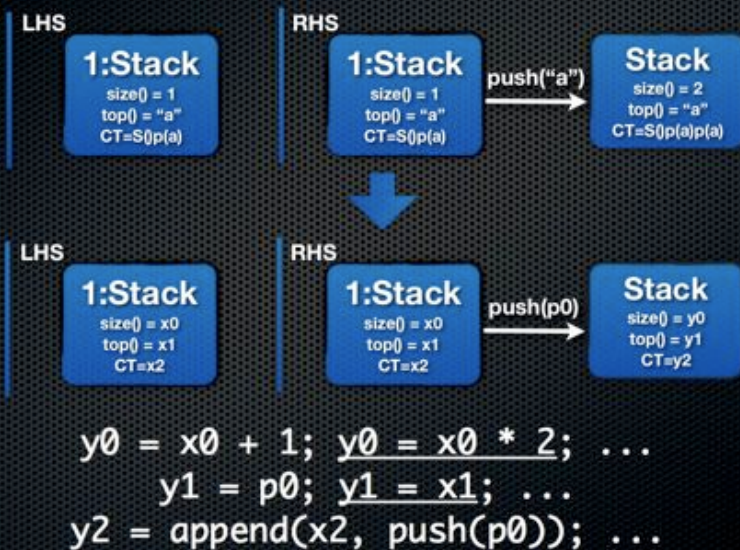 LHS
RHS
1:Stack
size() = 1
top() = “a”
CT=S()p(a)
1:Stack
size() = 1
top() = “a”
CT=S()p(a)
push(“a”)
Stack
size() = 2
top() = “a”
CT=S()p(a)p(a)
LHS
RHS
1:Stack
size() = x0
top() = x1
CT=x2
1:Stack
size() = x0
top() = x1
CT=x2
push(p0)
Stack
size() = y0
top() = y1
CT=y2
y0 = x0 + 1; y0 = x0 * 2; ...
y1 = p0; y1 = x1; ...
y2 = append(x2, push(p0)); ...